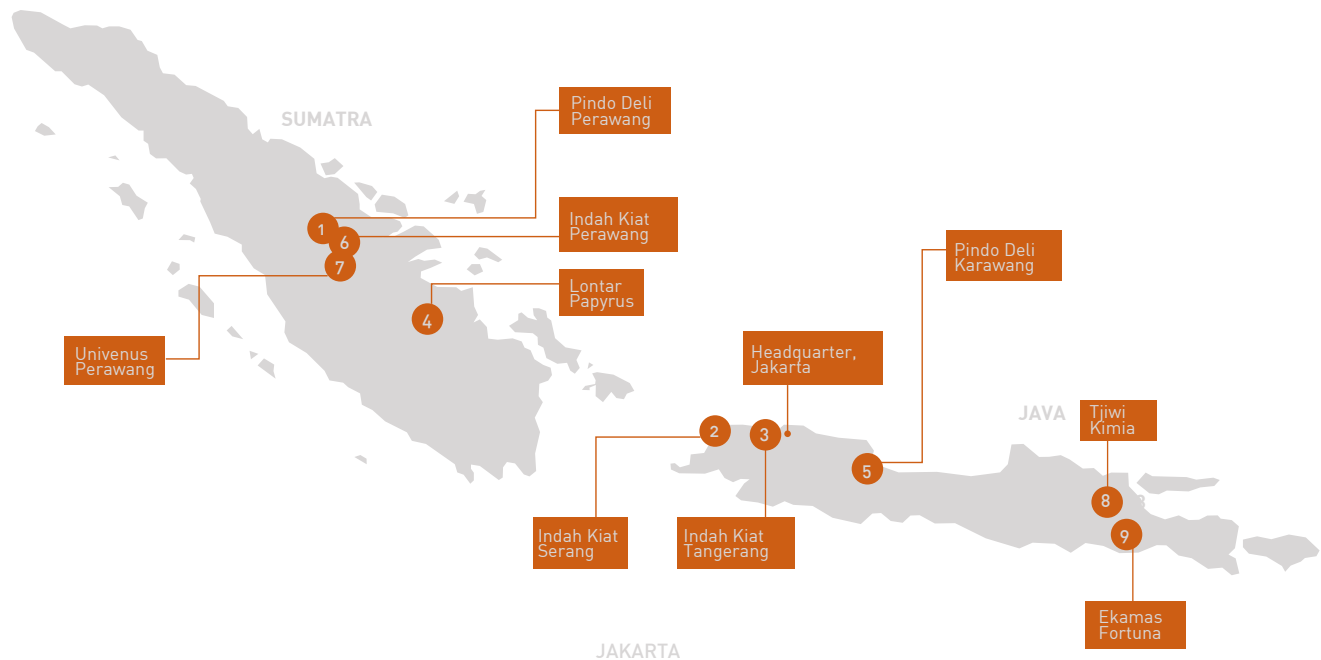 SUMATRA
Pindo Deli
Perawang
Indah Kiat
Perawang
1
6
7
Lontar
Papyrus
4
Univenus
Perawang
Pindo Deli
Karawang
Headquarter,
Jakarta
JAVA
Tjiwi
Kimia
2
3
5
8
9
Indah Kiat
Serang
Indah Kiat
Tangerang
Ekamas
Fortuna
JAKARTA